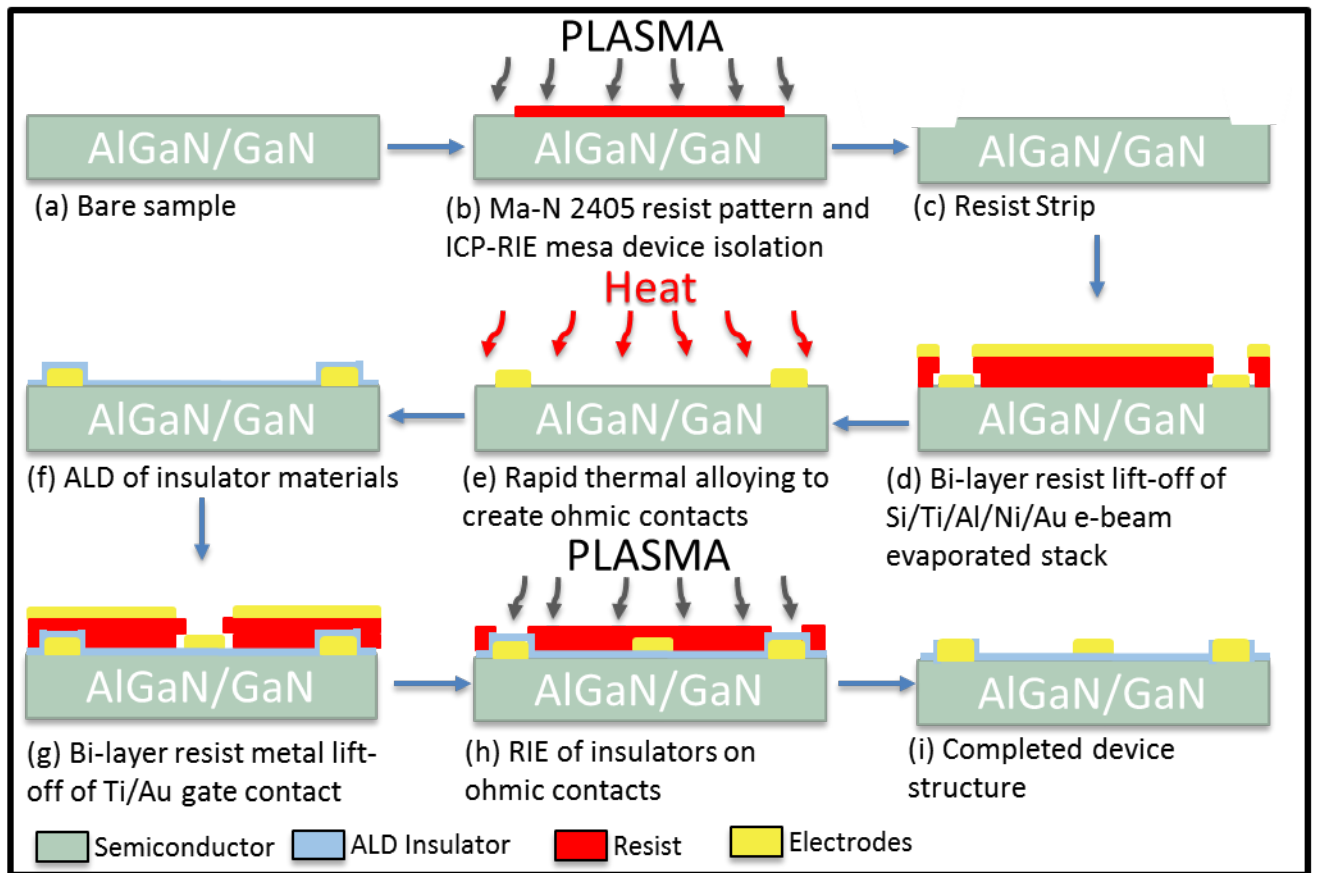 PLASMA
AlGaN/GaN
AlGaN/GaN
AlGaN/GaN
(a) Bare sample
(b) Ma-N 2405 resist pattern and
ICP-RIE mesa device isolation
(c) Resist Strip
Heat
AlGaN/GaN
AlGaN/GaN
AlGaN/GaN
(f) ALD of insulator materials
(e) Rapid thermal alloying to
create ohmic contacts
(d) Bi-layer resist lift-off of
Si/Ti/Al/Ni/Au e-beam
evaporated stack
PLASMA
AlGaN/GaN
AlGaN/GaN
AlGaN/GaN
(g) Bi-layer resist metal lift-
off of Ti/Au gate contact
(h) RIE of insulators on
ohmic contacts
(i) Completed device
structure
Semiconductor
ALD Insulator
Resist
Electrodes